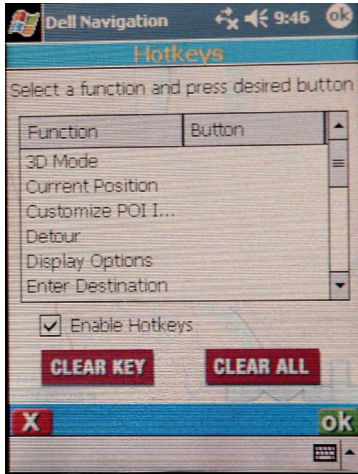 Dell Navigation 9:46 ok
Hotkeys
Select a function and press desired button
Function Button
3D Mode
Current Position
Customize POI I...
Detour
Display Options
Enter Destination
Enable Hotkeys
CLEAR KEY CLEAR ALL
X ok